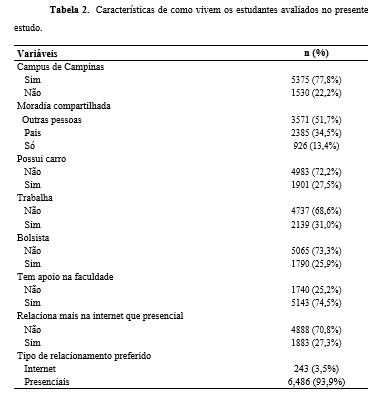 Tabela 2. Características de como vivem os estudantes avaliados no presente
estudo.
Variáveis n (%)
Campus de Campinas
Sim 5375 (77,8%)
Não 1530 (22,2%)
Moradia compartilhada
Outras pessoas 3571 (51,7%)
Pais 2385 (34,5%)
Só 926 (13,4%)
Possui carro
Não 4983 (72,2%)
Sim 1901 (27,5%)
Trabalha
Não 4737 (68,6%)
Sim 2139 (31,0%)
Bolsista
Não 5065 (73,3%)
Sim 1790 (25,9%)
Tem apoio na faculdade
Não 1740 (25,2%)
Sim 5143 (74,5%)
Relaciona mais na internet que presencial
Não 4888 (70,8%)
Sim 1883 (27,3%)
Tipo de relacionamento preferido
Internet 243 (3,5%)
Presenciais 6,486 (93,9%)